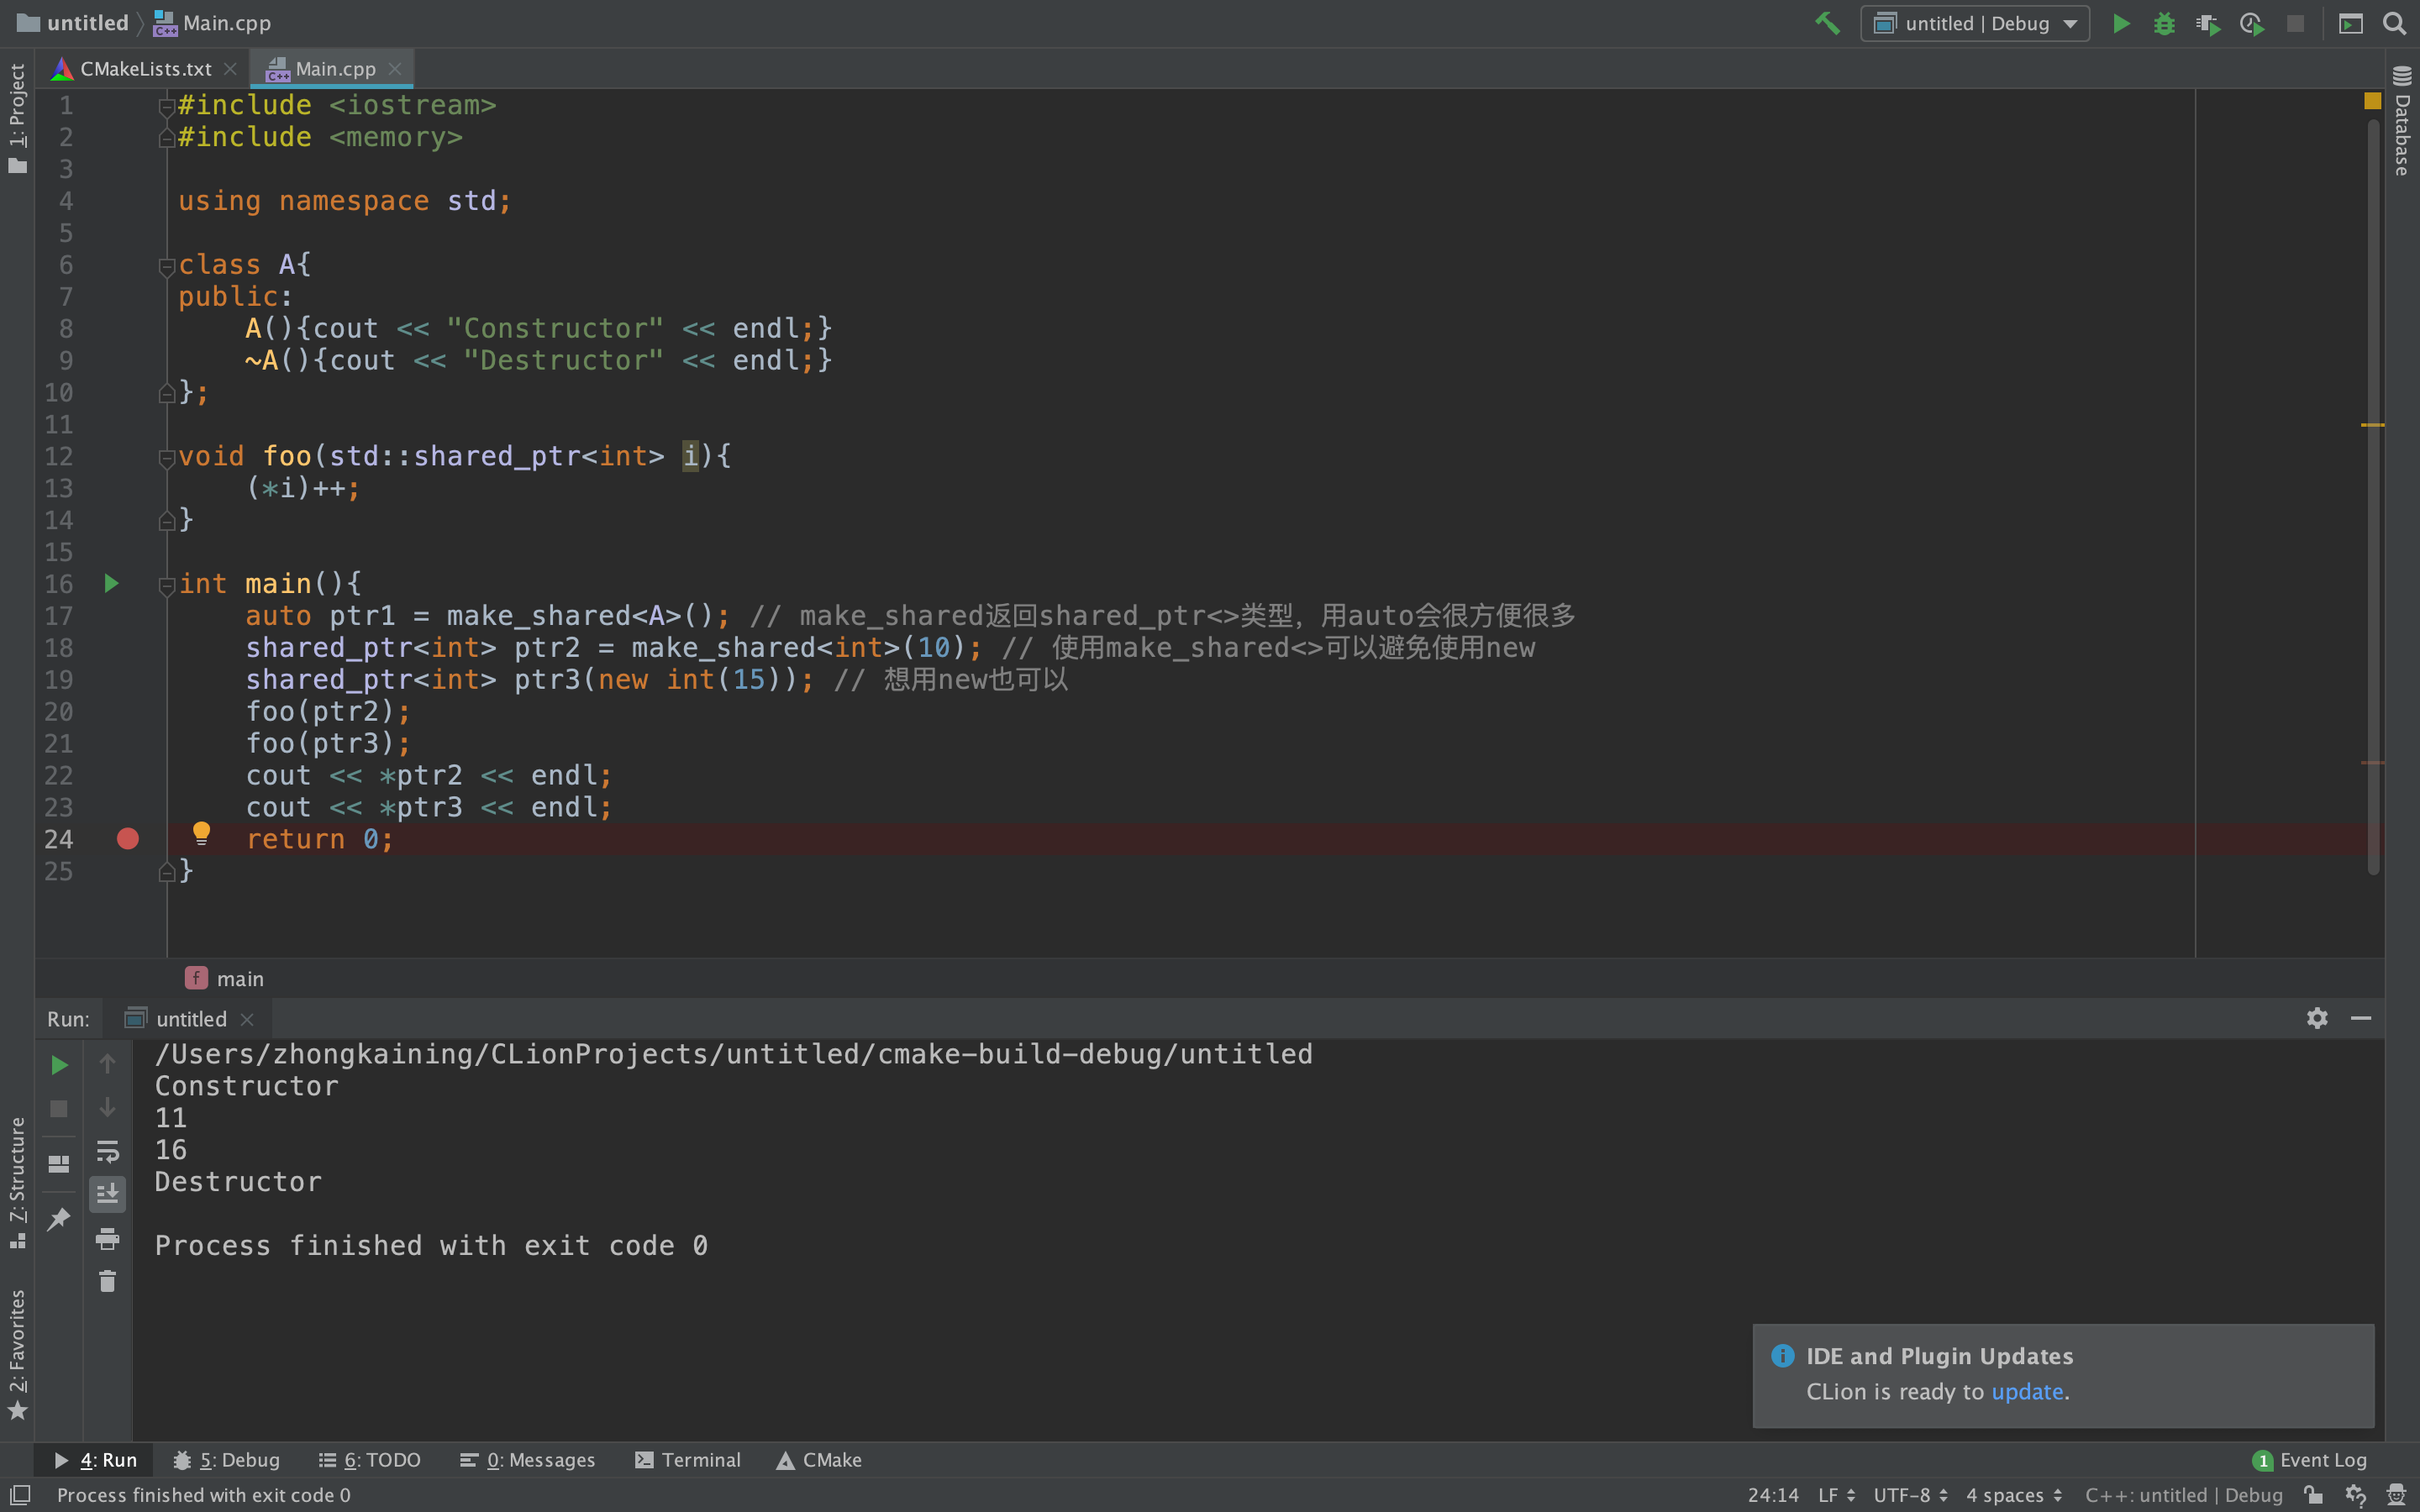 untitled Main.cpp untitled | Debug
CMakeLists.txt Main.cpp
1: Project
Database
1 #include <iostream>
2 #include <memory>
3
4 using namespace std;
5
6 class A{
7 public:
8     A(){cout << "Constructor" << endl;}
9     ~A(){cout << "Destructor" << endl;}
10 };
11
12 void foo(std::shared_ptr<int> i){
13     (*i)++;
14 }
15
16 int main(){
17     auto ptr1 = make_shared<A>(); // make_shared返回shared_ptr<>类型，用auto会很方便很多
18     shared_ptr<int> ptr2 = make_shared<int>(10); // 使用make_shared<>可以避免使用new
19     shared_ptr<int> ptr3(new int(15)); // 想用new也可以
20     foo(ptr2);
21     foo(ptr3);
22     cout << *ptr2 << endl;
23     cout << *ptr3 << endl;
24     return 0;
25 }
f main
Run: untitled
/Users/zhongkaining/CLionProjects/untitled/cmake-build-debug/untitled
Constructor
11
16
Destructor
Process finished with exit code 0
7: Structure
2: Favorites
IDE and Plugin Updates
CLion is ready to update.
4: Run 5: Debug 6: TODO 0: Messages Terminal CMake 1 Event Log
Process finished with exit code 0 24:14 LF UTF-8 4 spaces C++: untitled | Debug